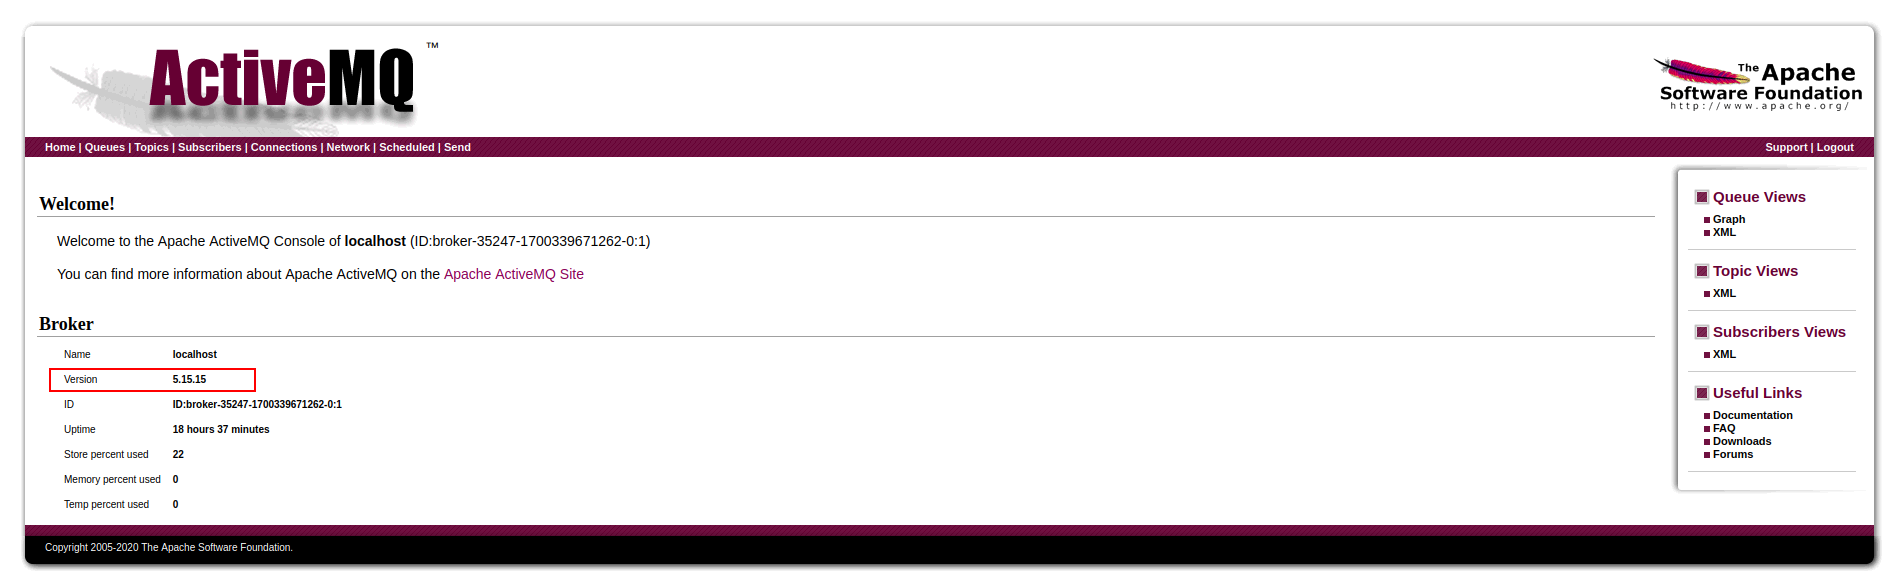 ActiveMQ™
The Apache
Software Foundation
http://www.apache.org/
Home | Queues | Topics | Subscribers | Connections | Network | Scheduled | Send
Support | Logout
Welcome!
Welcome to the Apache ActiveMQ Console of localhost (ID:broker-35247-1700339671262-0:1)
You can find more information about Apache ActiveMQ on the Apache ActiveMQ Site
Broker
Name localhost
Version 5.15.15
ID ID:broker-35247-1700339671262-0:1
Uptime 18 hours 37 minutes
Store percent used 22
Memory percent used 0
Temp percent used 0
Queue Views
Graph
XML
Topic Views
XML
Subscribers Views
XML
Useful Links
Documentation
FAQ
Downloads
Forums
Copyright 2005-2020 The Apache Software Foundation.